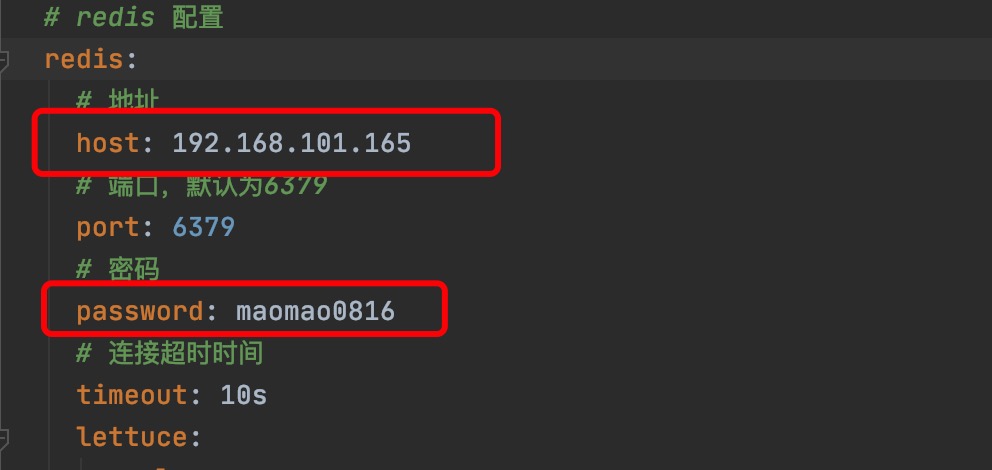 # redis 配置
redis:
# 地址
host: 192.168.101.165
# 端口，默认为6379
port: 6379
# 密码
password: maomao0816
# 连接超时时间
timeout: 10s
lettuce: